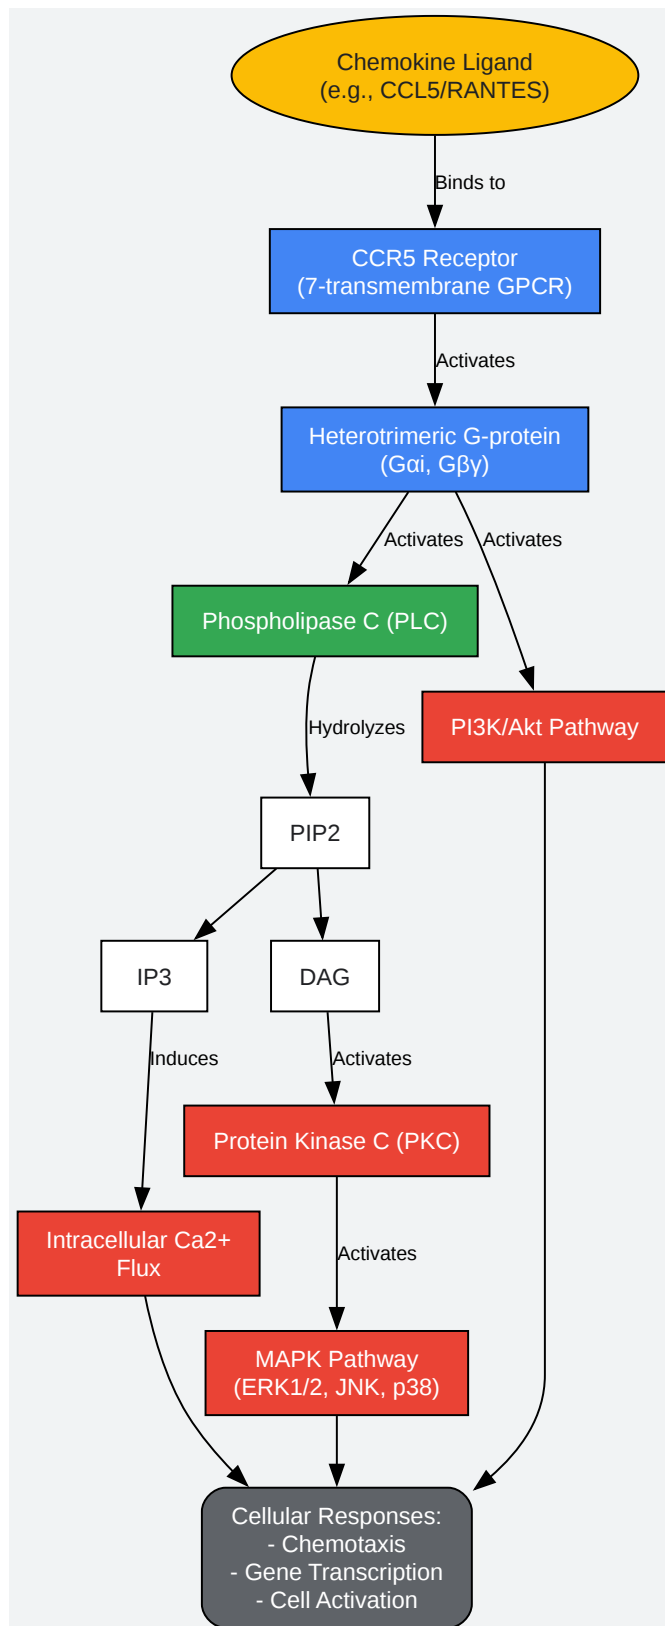 Chemokine Ligand
(e.g., CCL5/RANTES)
Binds to
CCR5 Receptor
(7-transmembrane GPCR)
Activates
Heterotrimeric G-protein
(Gαi, Gβγ)
Activates
Activates
Phospholipase C (PLC)
PI3K/Akt Pathway
Hydrolyzes
PIP2
IP3
DAG
Induces
Activates
Protein Kinase C (PKC)
Intracellular Ca2+
Flux
Activates
MAPK Pathway
(ERK1/2, JNK, p38)
Cellular Responses:
- Chemotaxis
- Gene Transcription
- Cell Activation